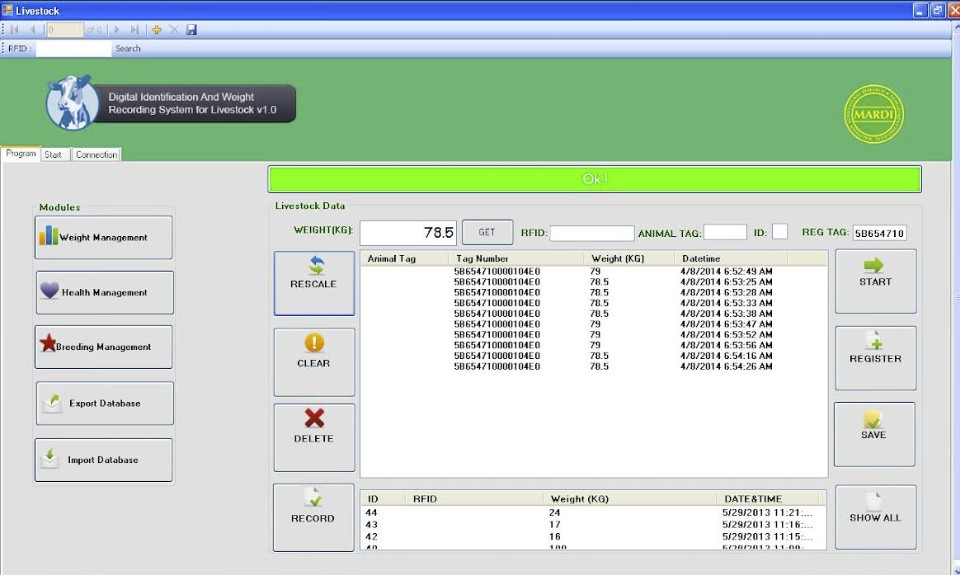 Livestock
0 of 0
RFID : Search
Digital Identification And Weight
Recording System for Livestock v1.0
MARDI
Program Start Connection
Ok!
Modules
Weight Management
Health Management
Breeding Management
Export Database
Import Database
Livestock Data
WEIGHT(KG): 78.5 GET RFID: ANIMAL TAG: ID: REG TAG: 5B654710
RESCALE
CLEAR
DELETE
RECORD
Animal Tag Tag Number Weight (KG) Datetime
5B654710000104E0 79 4/8/2014 6:52:49 AM
5B654710000104E0 78.5 4/8/2014 6:53:25 AM
5B654710000104E0 78.5 4/8/2014 6:53:28 AM
5B654710000104E0 78.5 4/8/2014 6:53:33 AM
5B654710000104E0 78.5 4/8/2014 6:53:38 AM
5B654710000104E0 79 4/8/2014 6:53:47 AM
5B654710000104E0 79 4/8/2014 6:53:52 AM
5B654710000104E0 79 4/8/2014 6:53:56 AM
5B654710000104E0 78.5 4/8/2014 6:54:16 AM
5B654710000104E0 78.5 4/8/2014 6:54:26 AM
START
REGISTER
SAVE
SHOW ALL
ID RFID Weight (KG) DATE&TIME
44 24 5/29/2013 11:21:...
43 17 5/29/2013 11:16:...
42 16 5/29/2013 11:15:...